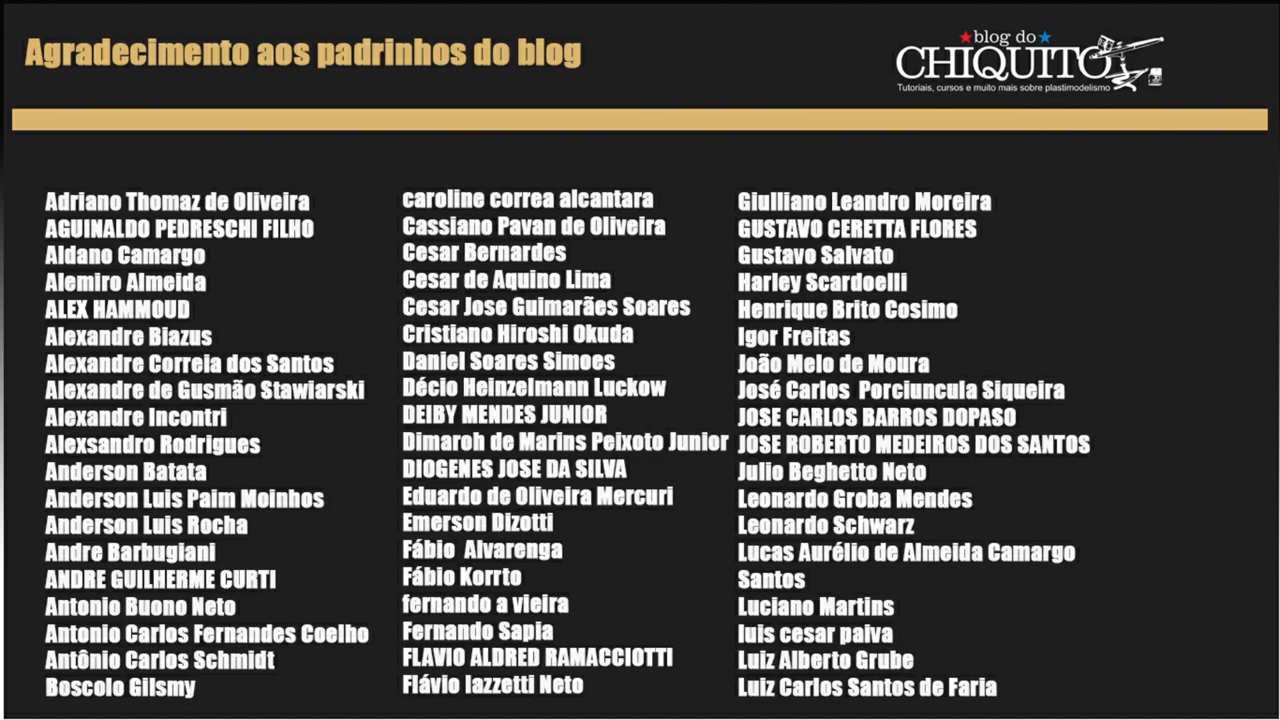 Agradecimento aos padrinhos do blog
blog do
CHIQUITO
Tutoriais, cursos e muito mais sobre plastimodelismo
Adriano Thomaz de Oliveira
AGUINALDO PEDRESCHI FILHO
Aldano Camargo
Alemiro Almeida
ALEX HAMMOUD
Alexandre Biazus
Alexandre Correia dos Santos
Alexandre de Gusmão Stawiarski
Alexandre Incontri
Alexsandro Rodrigues
Anderson Batata
Anderson Luis Paim Moinhos
Anderson Luis Rocha
Andre Barbugiani
ANDRE GUILHERME CURTI
Antonio Buono Neto
Antonio Carlos Fernandes Coelho
Antônio Carlos Schmidt
Boscolo Gilsmy
caroline correa alcantara
Cassiano Pavan de Oliveira
Cesar Bernardes
Cesar de Aquino Lima
Cesar Jose Guimarães Soares
Cristiano Hiroshi Okuda
Daniel Soares Simoes
Décio Heinzelmann Luckow
DEIBY MENDES JUNIOR
Dimaroh de Marins Peixoto Junior
DIOGENES JOSE DA SILVA
Eduardo de Oliveira Mercuri
Emerson Dizotti
Fábio  Alvarenga
Fábio Korrto
fernando a vieira
Fernando Sapia
FLAVIO ALDRED RAMACCIOTTI
Flávio Iazzetti Neto
Giulliano Leandro Moreira
GUSTAVO CERETTA FLORES
Gustavo Salvato
Harley Scardoelli
Henrique Brito Cosimo
Igor Freitas
João Melo de Moura
José Carlos  Porciuncula Siqueira
JOSE CARLOS BARROS DOPASO
JOSE ROBERTO MEDEIROS DOS SANTOS
Julio Beghetto Neto
Leonardo Groba Mendes
Leonardo Schwarz
Lucas Aurélio de Almeida Camargo
Santos
Luciano Martins
luis cesar paiva
Luiz Alberto Grube
Luiz Carlos Santos de Faria